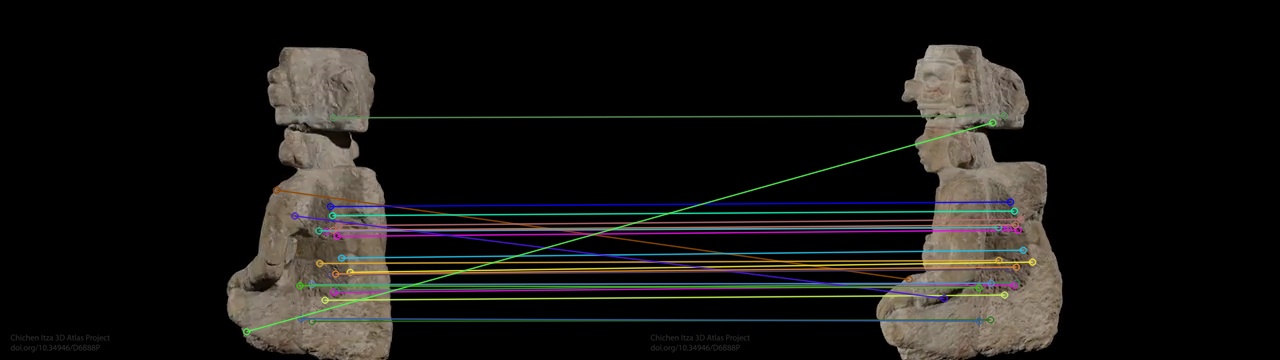 Chichen Itza 3D Atlas Project
doi.org/10.34946/D6B88P
Chichen Itza 3D Atlas Project
doi.org/10.34946/D6B88P